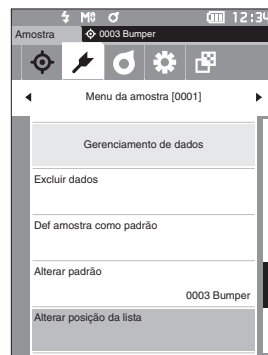 M 12:34
Amostra 0003 Bumper
Menu da amostra [0001]
Gerenciamento de dados
Excluir dados
Def amostra como padrão
Alterar padrão
0003 Bumper
Alterar posição da lista